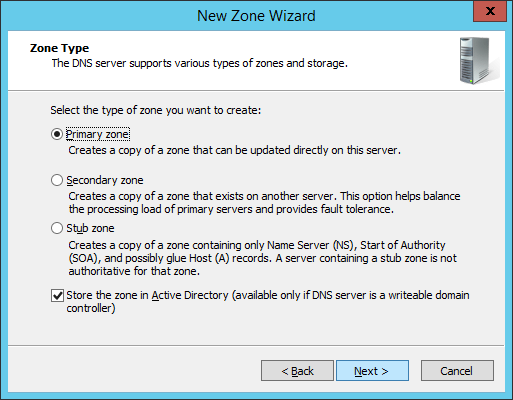 New Zone Wizard
Zone Type
The DNS server supports various types of zones and storage.
Select the type of zone you want to create:
Primary zone
Creates a copy of a zone that can be updated directly on this server.
Secondary zone
Creates a copy of a zone that exists on another server. This option helps balance
the processing load of primary servers and provides fault tolerance.
Stub zone
Creates a copy of a zone containing only Name Server (NS), Start of Authority
(SOA), and possibly glue Host (A) records. A server containing a stub zone is not
authoritative for that zone.
Store the zone in Active Directory (available only if DNS server is a writeable domain
controller)
< Back
Next >
Cancel